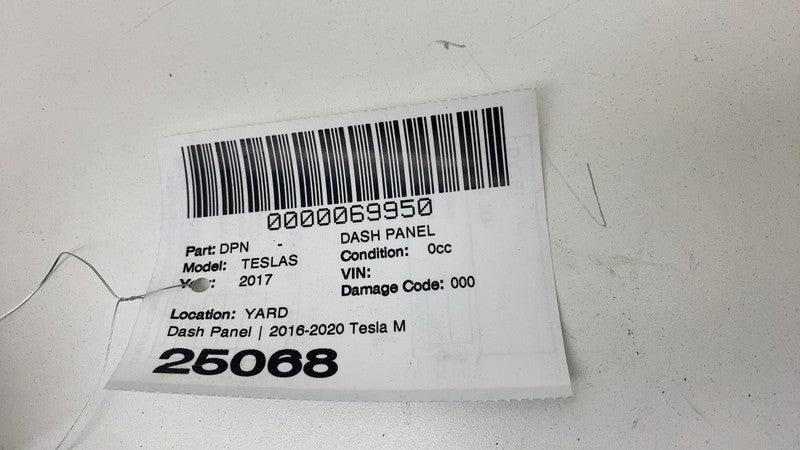 0000069950
Part: DPN - DASH PANEL
Model: TESLAS Condition: 0cc
2017 VIN:
Damage Code: 000
Location: YARD
Dash Panel | 2016-2020 Tesla M
25068